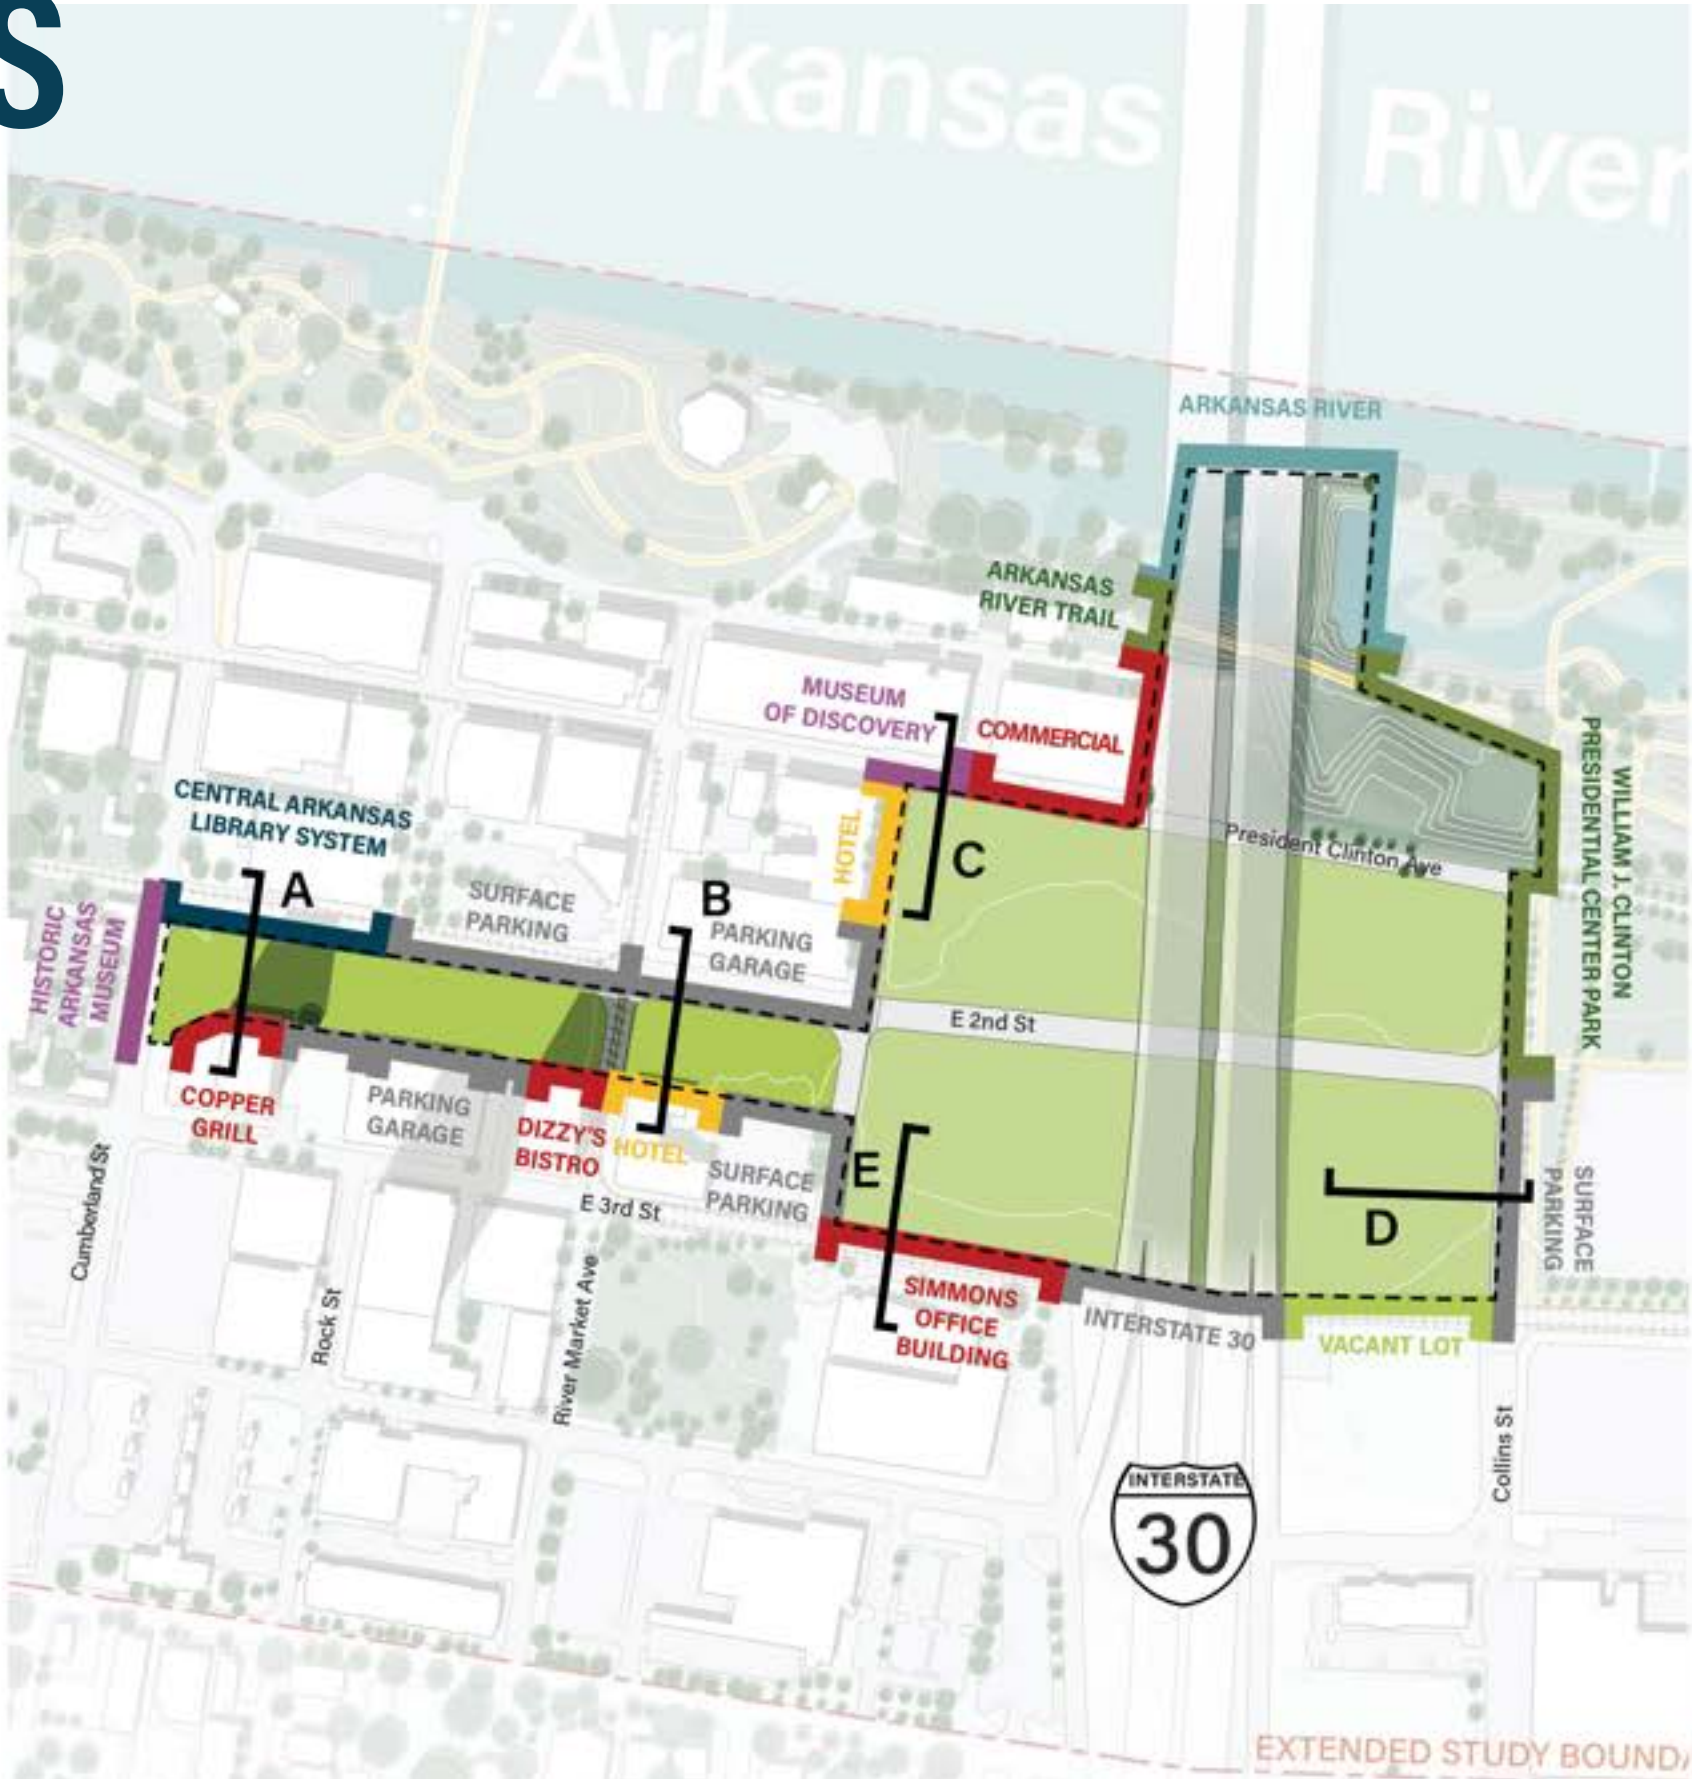 S
Arkansas
River
ARKANSAS RIVER
ARKANSAS
RIVER TRAIL
MUSEUM
OF DISCOVERY
COMMERCIAL
WILLIAM J. CLINTON
PRESIDENTIAL CENTER PARK
CENTRAL ARKANSAS
LIBRARY SYSTEM
HOTEL
President Clinton Ave
C
A
B
SURFACE
PARKING
PARKING
GARAGE
HISTORIC
ARKANSAS
MUSEUM
E 2nd St
COPPER
GRILL
PARKING
GARAGE
DIZZY'S
BISTRO
HOTEL
SURFACE
PARKING
E
E 3rd St
D
SURFACE
PARKING
Cumberland St
Rock St
River Market Ave
SIMMONS
OFFICE
BUILDING
INTERSTATE 30
VACANT LOT
Collins St
INTERSTATE
30
EXTENDED STUDY BOUNDA